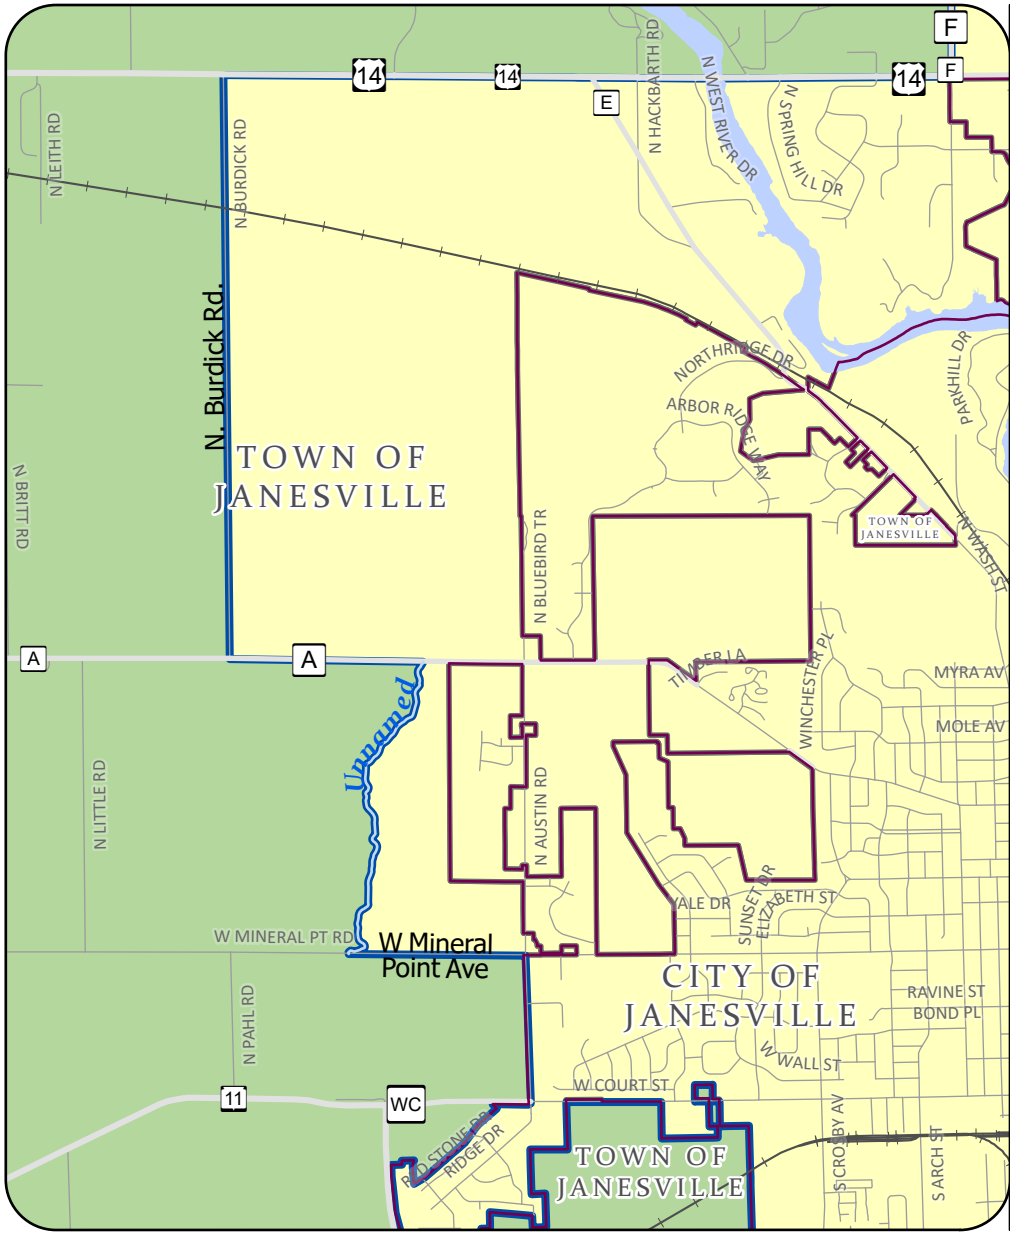 F
14
14
14
F
E
N HACKBARTH RD
N WEST RIVER DR
N SPRING HILL DR
N LEITH RD
N BURDICK RD
N. Burdick Rd.
NORTHRIDGE DR
PARKHILL DR
ARBOR RIDGE WAY
TOWN OF
JANESVILLE
N BRITT RD
TOWN OF
JANESVILLE
N WASH ST
N BLUEBIRD TR
A
A
TIMBER LA
WINCHESTER PL
MYRA AV
MOLE AV
Unnamed
N LITTLE RD
N AUSTIN RD
YALE DR
SUNSET DR
ELIZABETH ST
W MINERAL PT RD
W Mineral
Point Ave
CITY OF
JANESVILLE
RAVINE ST
BOND PL
N PAHL RD
W WALL ST
W COURT ST
11
WC
S CROSBY AV
S ARCH ST
RED STONE DR
RIDGE DR
TOWN OF
JANESVILLE